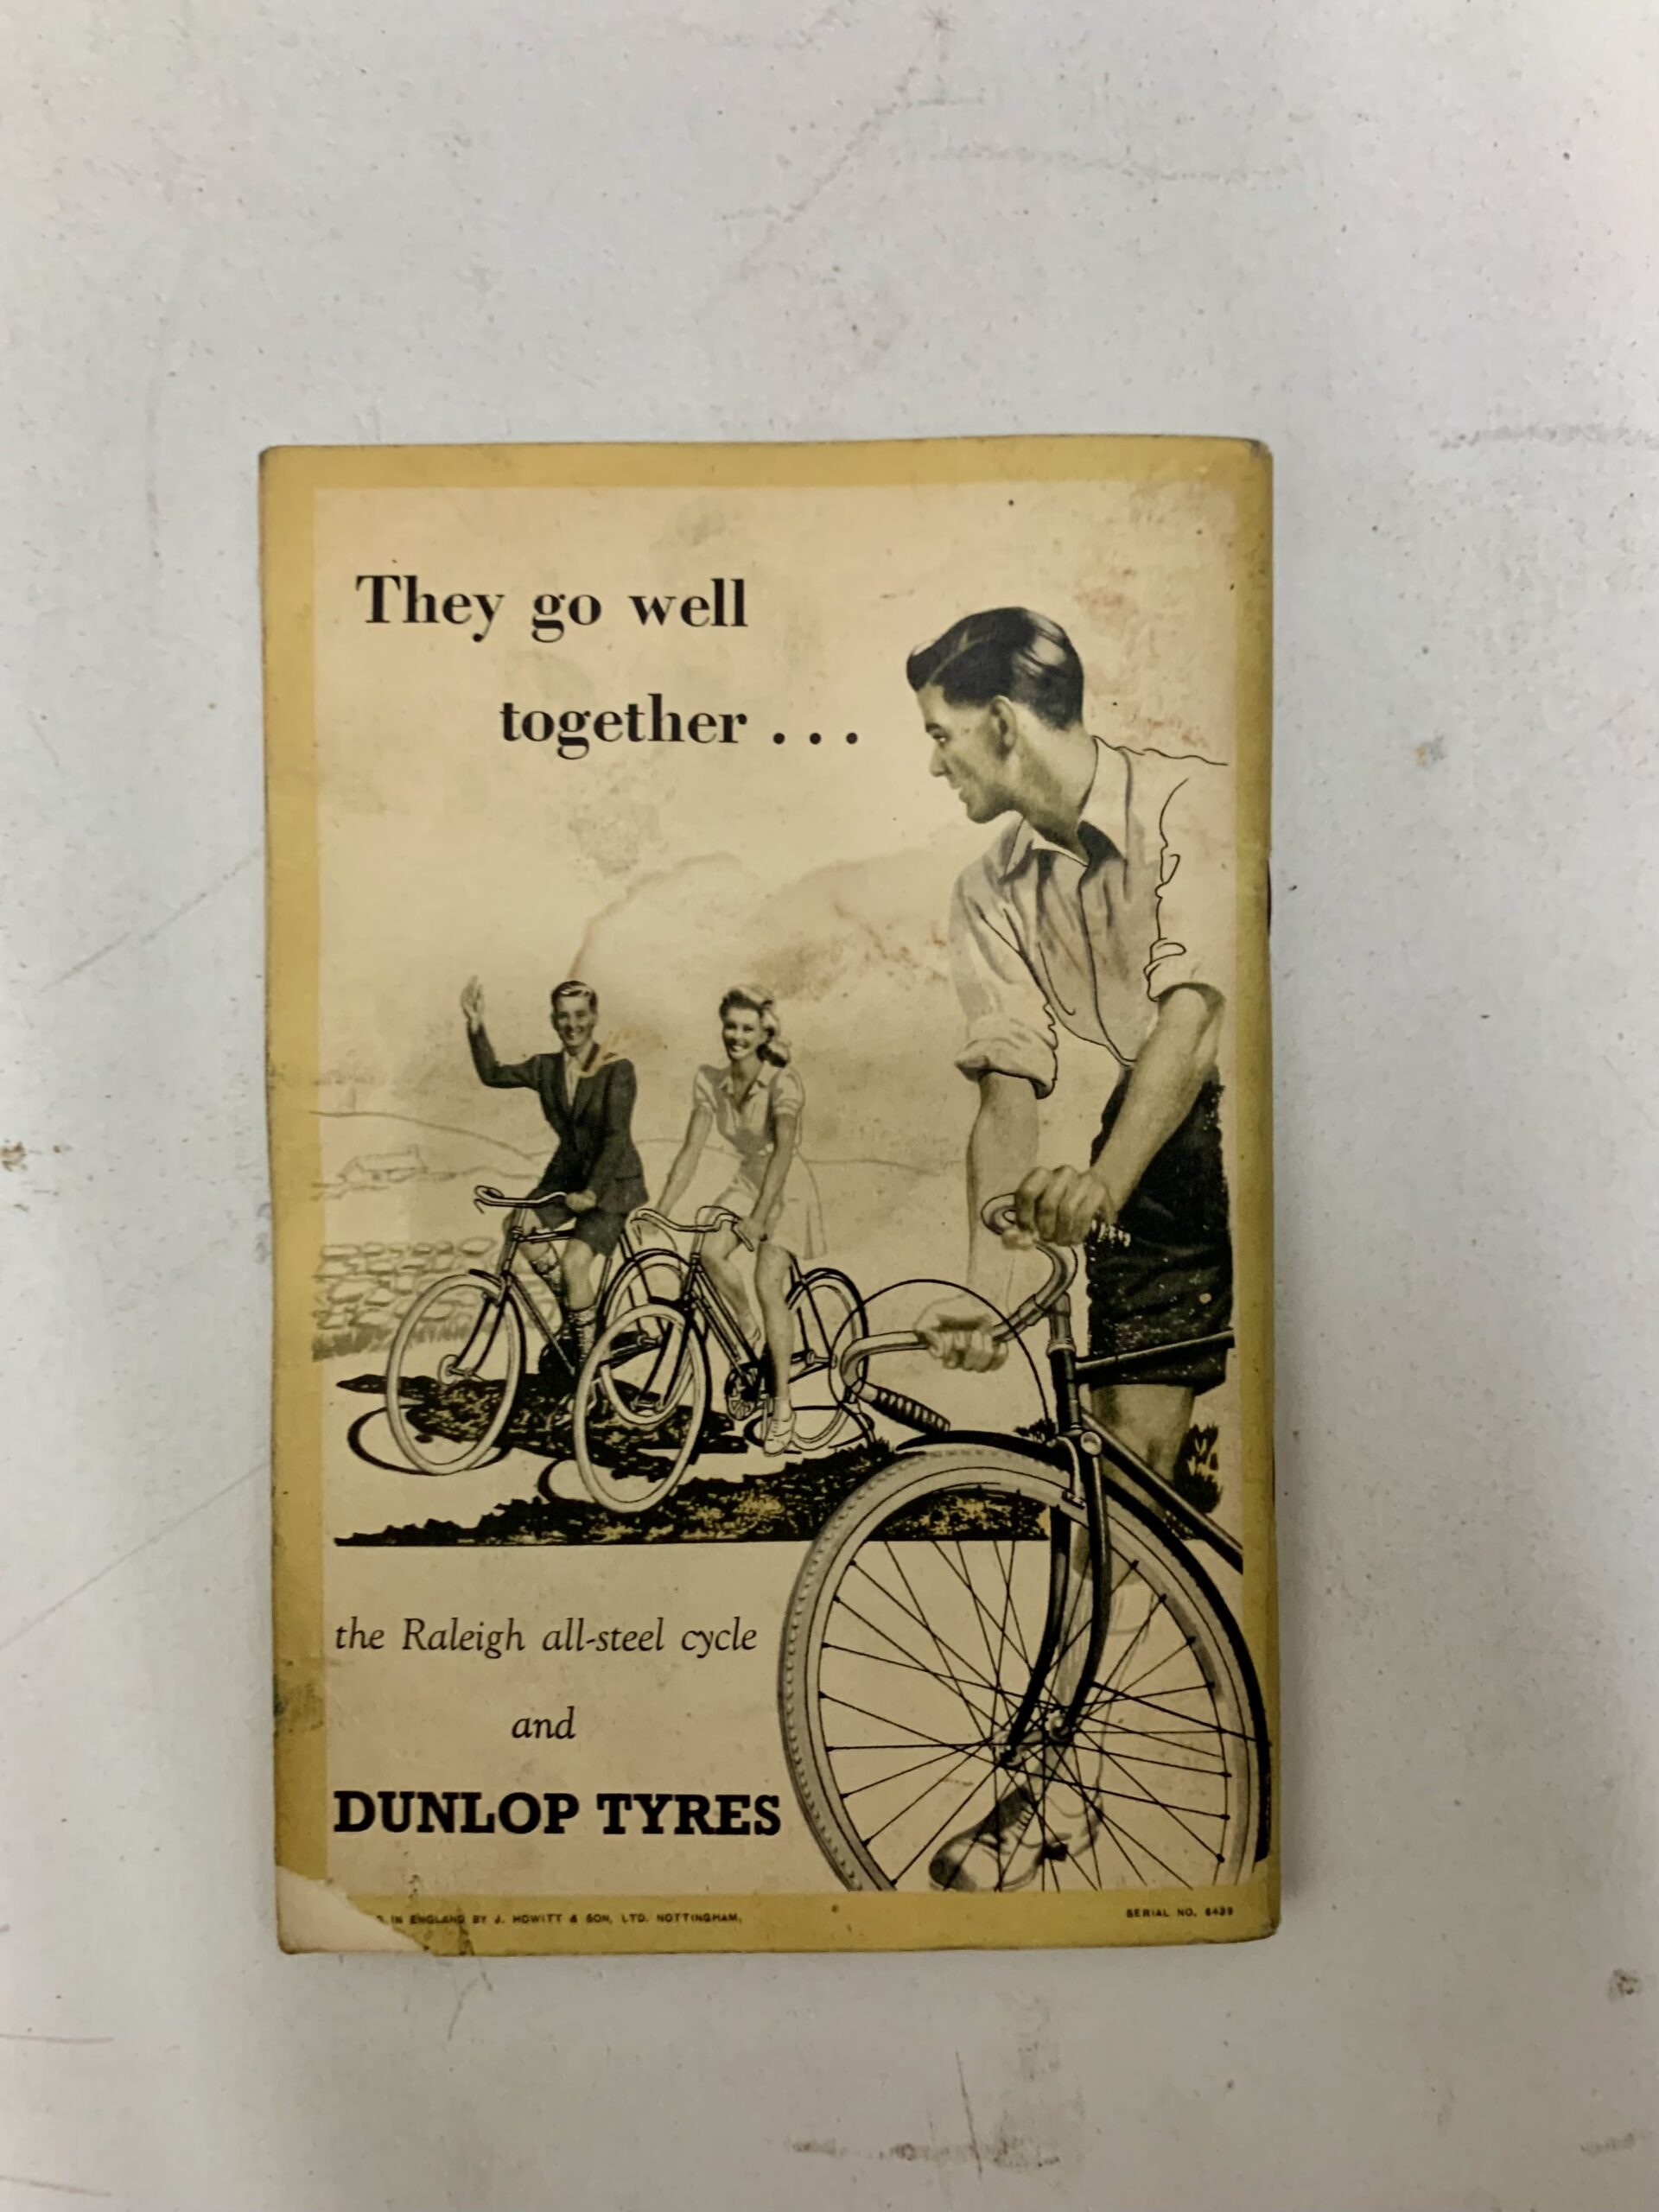 They go well
together . . .
the Raleigh all-steel cycle
and
DUNLOP TYRES
IN ENGLAND BY J. HOWITT & SON, LTD. NOTTINGHAM,
SERIAL NO. 6439